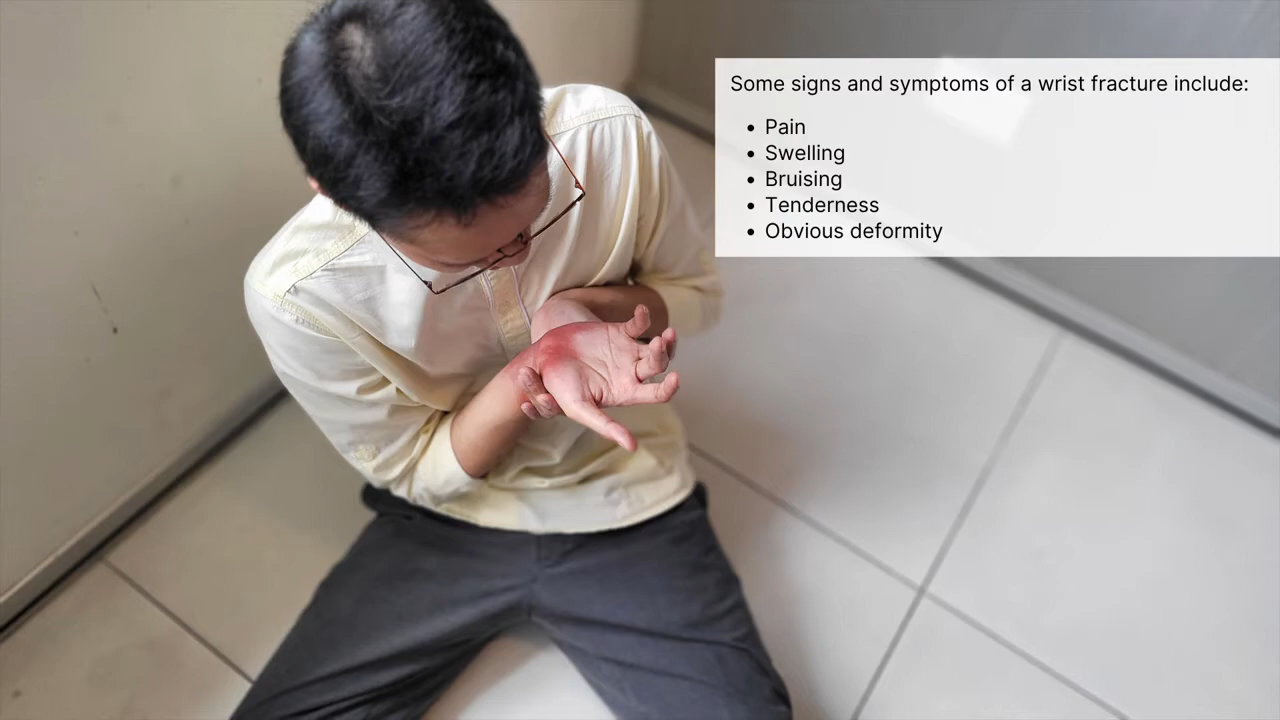 Some signs and symptoms of a wrist fracture include:
• Pain
• Swelling
• Bruising
• Tenderness
• Obvious deformity